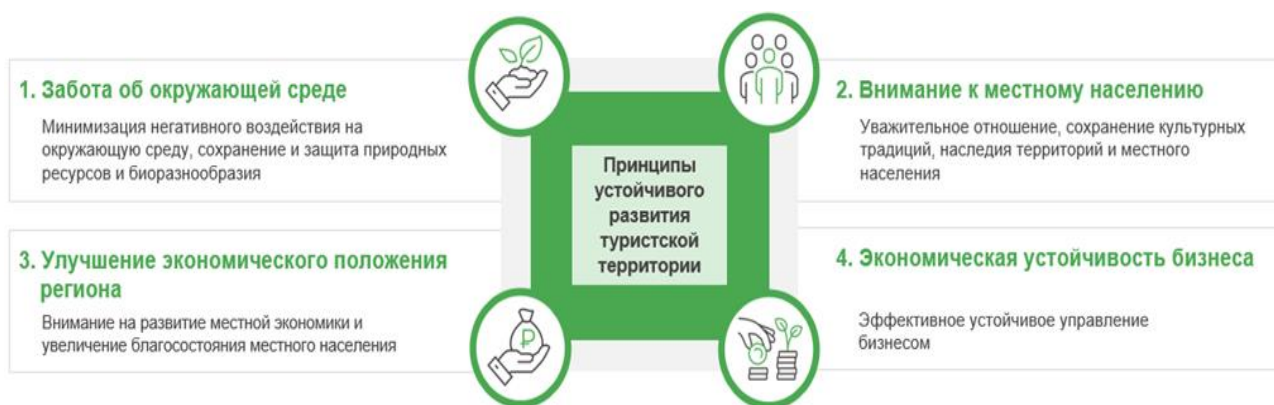 1. Забота об окружающей среде
Минимизация негативного воздействия на
окружающую среду, сохранение и защита природных
ресурсов и биоразнообразия
2. Внимание к местному населению
Уважительное отношение, сохранение культурных
традиций, наследия территорий и местного
населения
Принципы
устойчивого
развития
туристской
территории
3. Улучшение экономического положения
региона
Внимание на развитие местной экономики и
увеличение благосостояния местного населения
4. Экономическая устойчивость бизнеса
Эффективное устойчивое управление
бизнесом